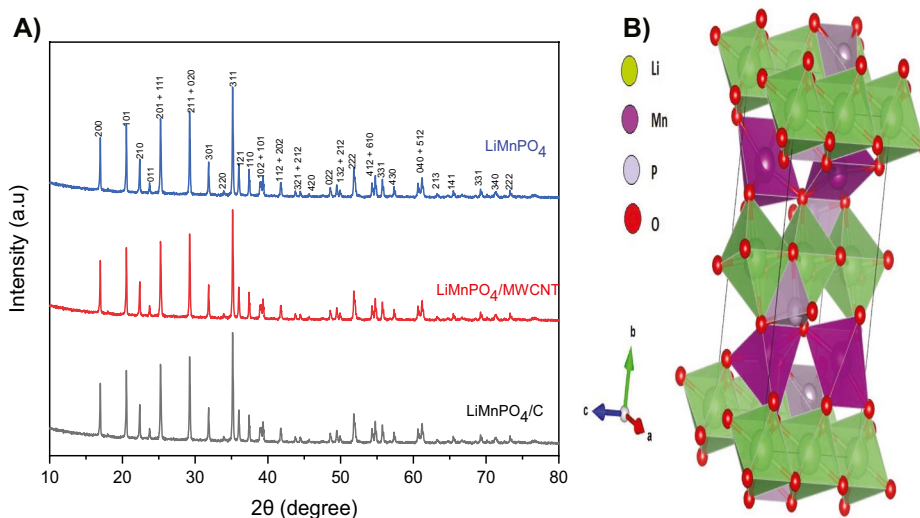 A)
Intensity (a.u)
200
101
210
011
201 + 111
211 + 020
301
220
311
121
110
102 + 101
112 + 202
321 + 212
420
022
132 + 212
222
412 + 610
331
430
040 + 512
213
141
331
340
222
LiMnPO4
LiMnPO4/MWCNT
LiMnPO4/C
10 20 30 40 50 60 70 80
2θ (degree)
B)
Li
Mn
P
O
b
c
a